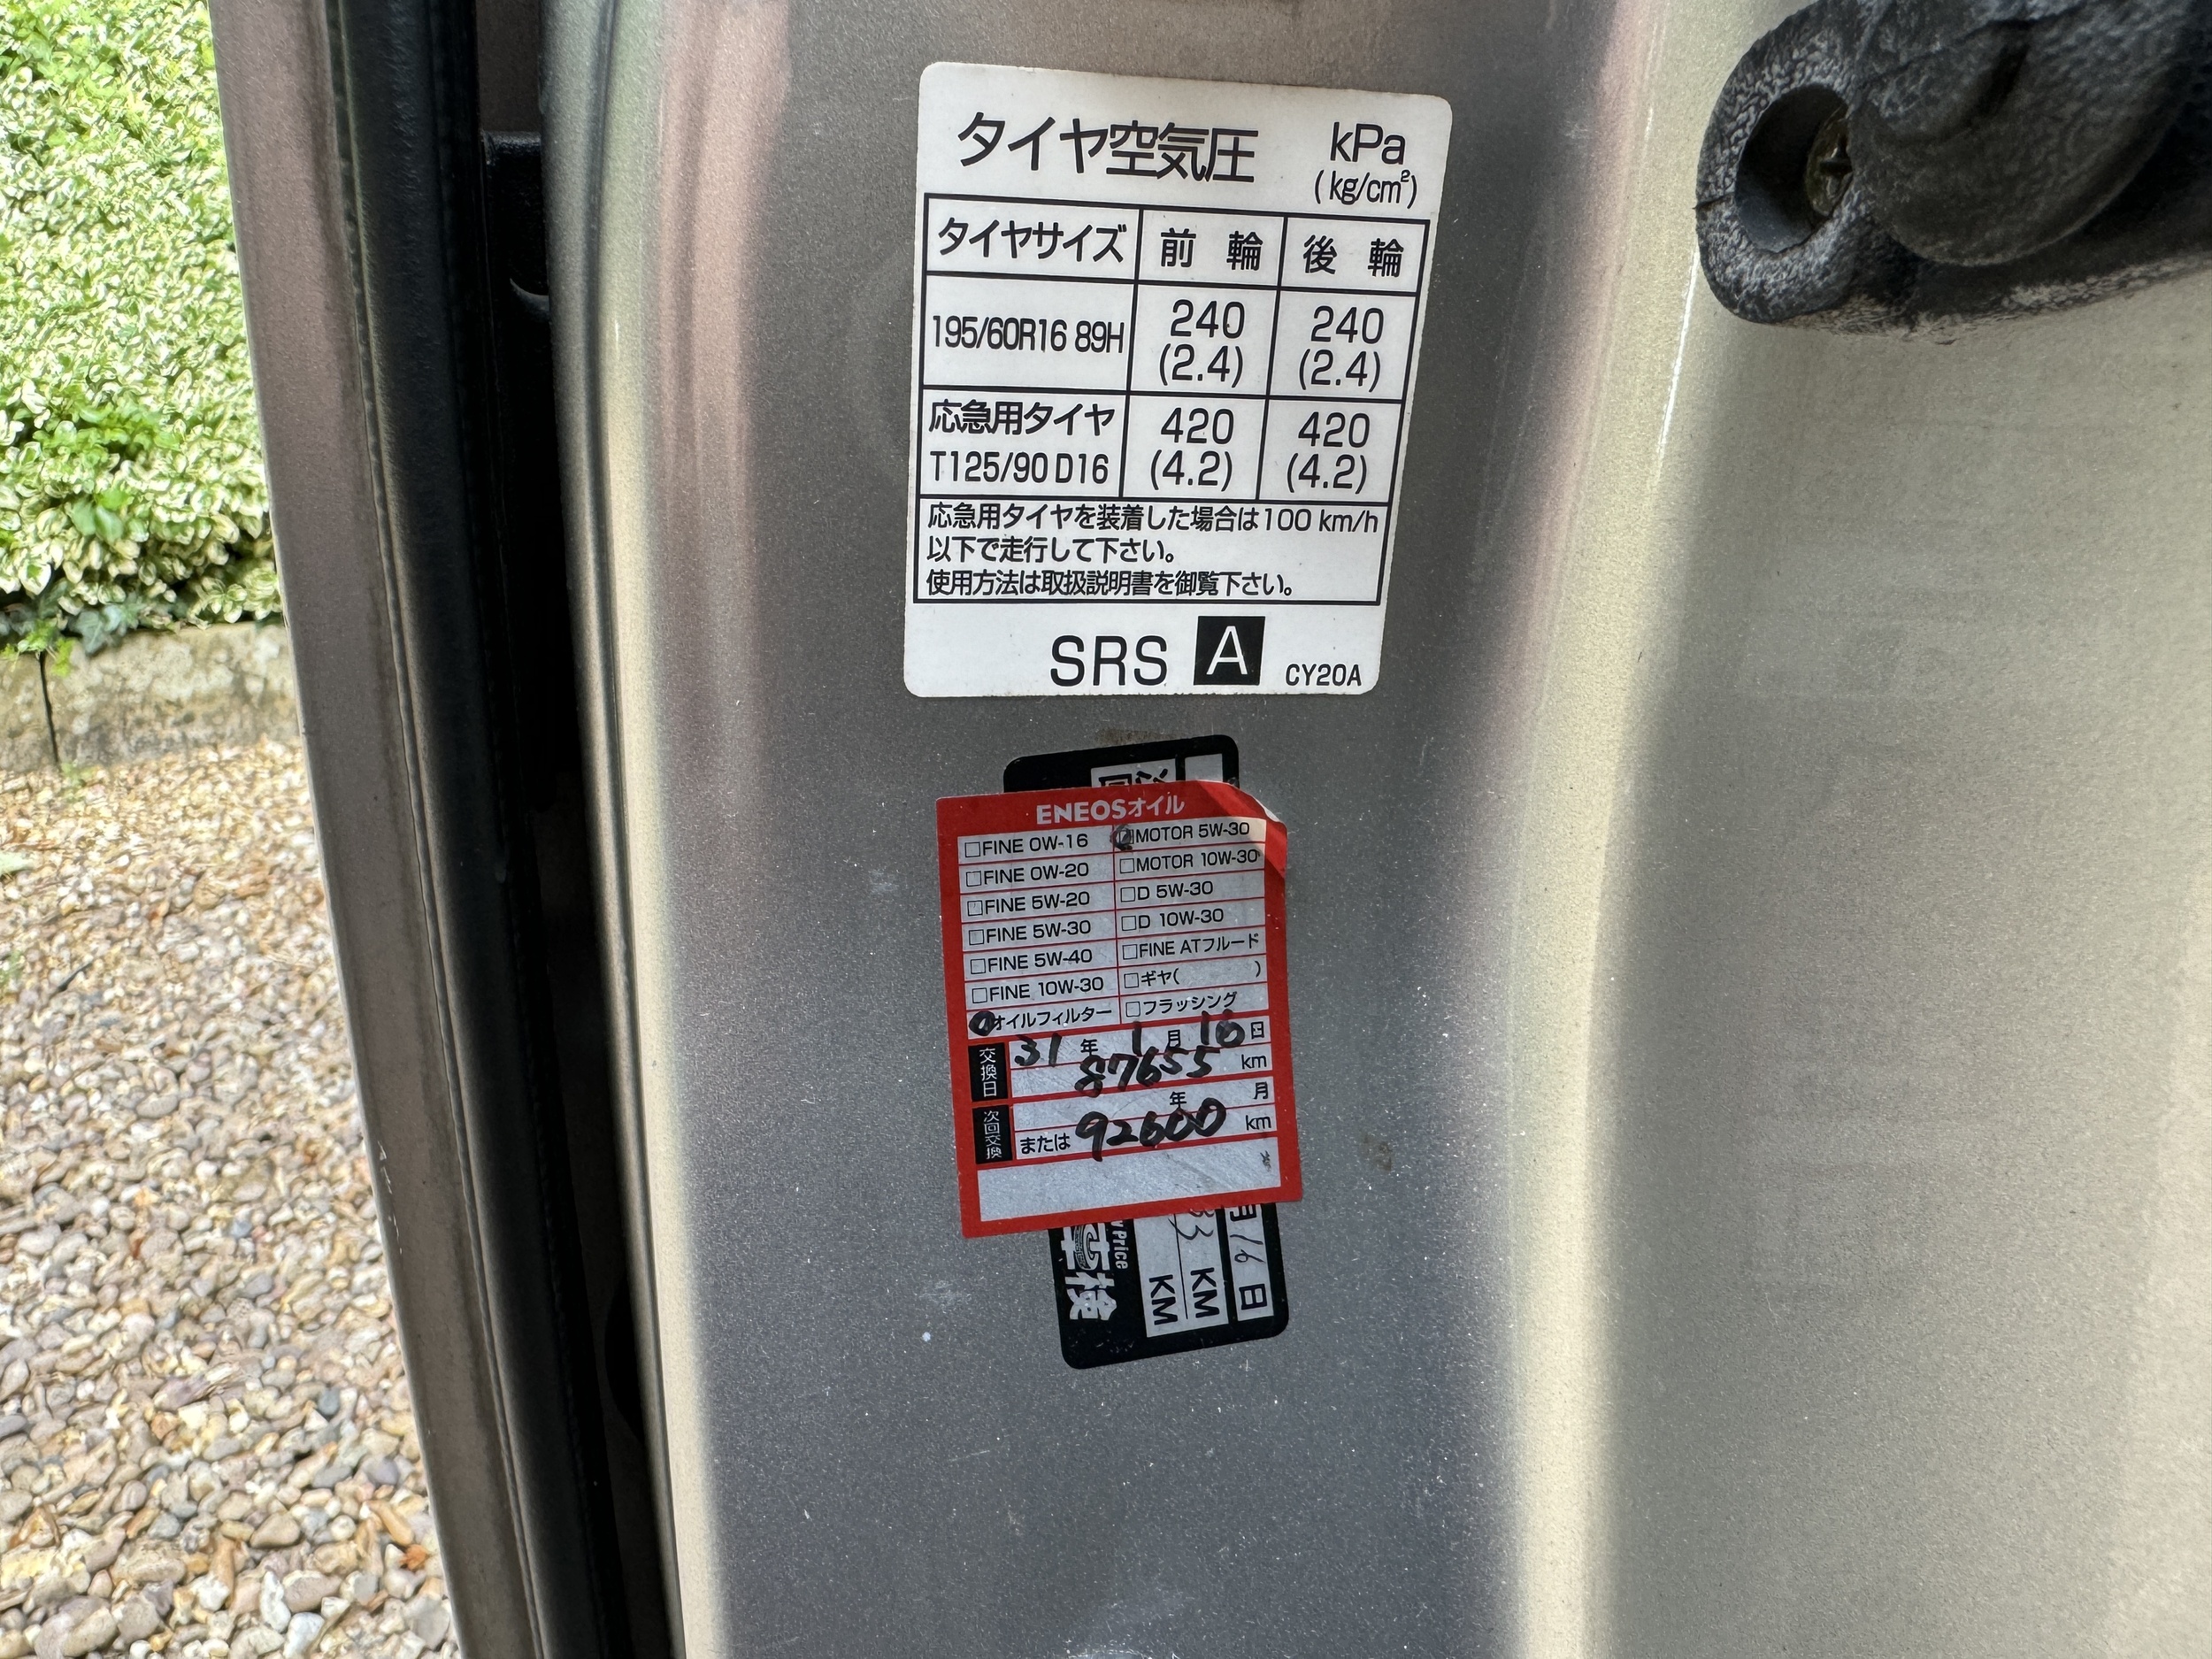 タイヤ空気圧 kPa
(kg/cm²)
タイヤサイズ 前輪 後輪
195/60R16 89H 240 (2.4) 240 (2.4)
応急用タイヤ T125/90 D16 420 (4.2) 420 (4.2)
応急用タイヤを装着した場合は100 km/h
以下で走行して下さい。
使用方法は取扱説明書を御覧下さい。
SRS A CY20A
ENEOSオイル
□FINE 0W-16 □MOTOR 5W-30
□FINE 0W-20 □MOTOR 10W-30
□FINE 5W-20 □D 5W-30
□FINE 5W-30 □D 10W-30
□FINE 5W-40 □FINE ATフルード
□FINE 10W-30 □ギヤ( )
オイルフィルター □フラッシング
交換日 31年 1月 16日
87655 km
次回交換 年 月
または 92600 km
月16日
33 KM
KM
Price
車検